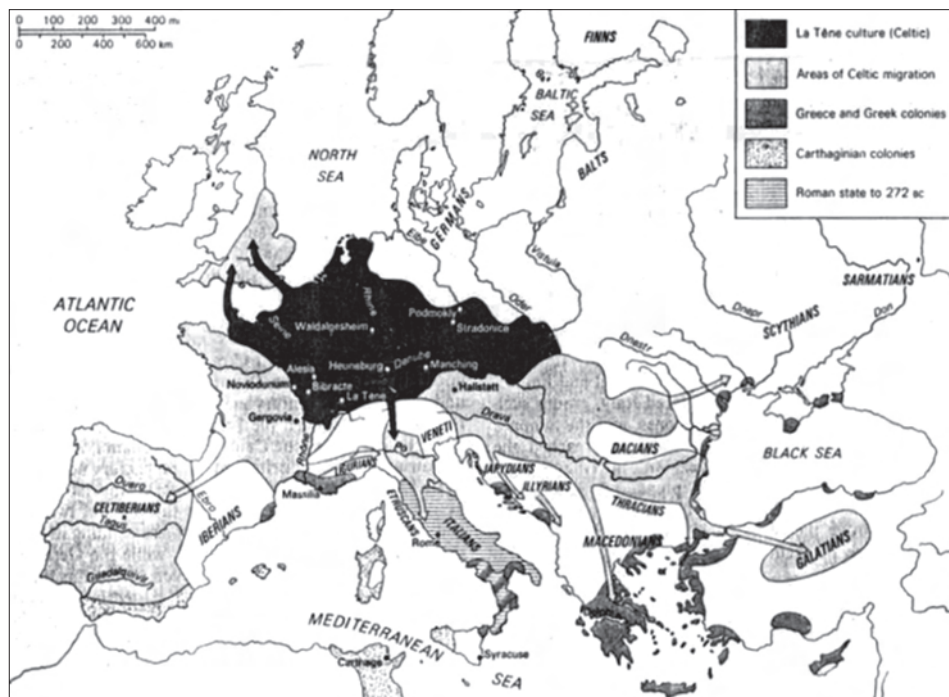 0 100 200 300 400 mi
0 200 400 600 km
La Têne culture (Celtic)
Areas of Celtic migration
Greece and Greek colonies
Carthaginian colonies
Roman state to 272 BC
FINNS
BALTIC
SEA
NORTH
SEA
BALTS
GERMANS
Elbe
Vistula
Oder
SARMATIANS
ATLANTIC
OCEAN
Rhine
Seine
Waldalgesheim
Podmokly
Stradonice
Dnepr
SCYTHIANS
Don
Dnestr
Alesia
Heuneburg
Danube
Manching
Noviodunum
Bibracte
La Têne
Hallstatt
Gergovia
Rhône
Drava
VENETI
Po
DACIANS
BLACK SEA
LIGURIANS
IAPYDIANS
ILLYRIANS
Duero
Ebro
Massilia
ETRUSCANS
ITALIANS
THRACIANS
CELTIBERIANS
Tagus
IBERIANS
Rome
MACEDONIANS
GALATIANS
Guadalquivir
MEDITERRANEAN
SEA
Carthage
Syracuse